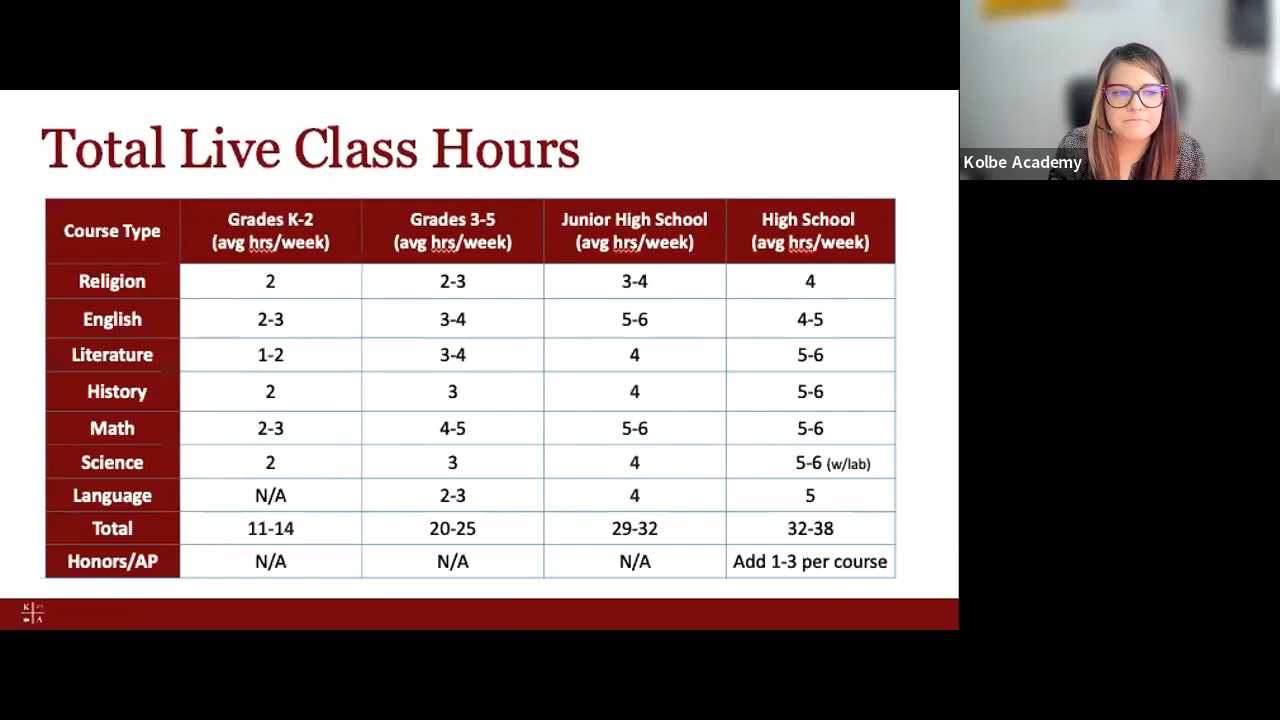 Total Live Class Hours
Course Type
Grades K-2
(avg hrs/week)
Grades 3-5
(avg hrs/week)
Junior High School
(avg hrs/week)
High School
(avg hrs/week)
Religion 2 2-3 3-4 4
English 2-3 3-4 5-6 4-5
Literature 1-2 3-4 4 5-6
History 2 3 4 5-6
Math 2-3 4-5 5-6 5-6
Science 2 3 4 5-6 (w/lab)
Language N/A 2-3 4 5
Total 11-14 20-25 29-32 32-38
Honors/AP N/A N/A N/A Add 1-3 per course
Kolbe Academy
K
A